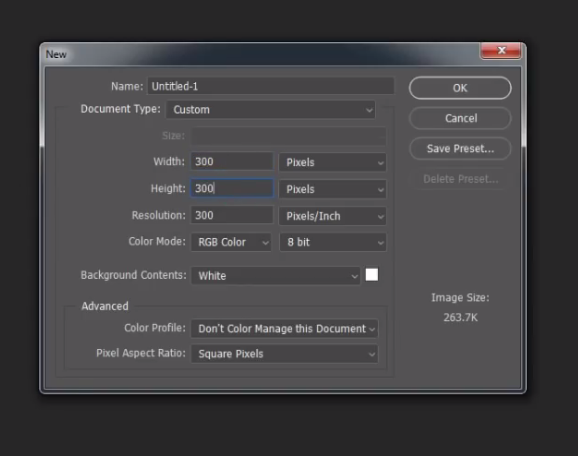 New
Name: Untitled-1
OK
Document Type: Custom
Cancel
Size:
Save Preset...
Width: 300 Pixels
Height: 300 Pixels
Delete Preset...
Resolution: 300 Pixels/Inch
Color Mode: RGB Color 8 bit
Background Contents: White
Image Size:
263.7K
Advanced
Color Profile: Don't Color Manage this Document
Pixel Aspect Ratio: Square Pixels